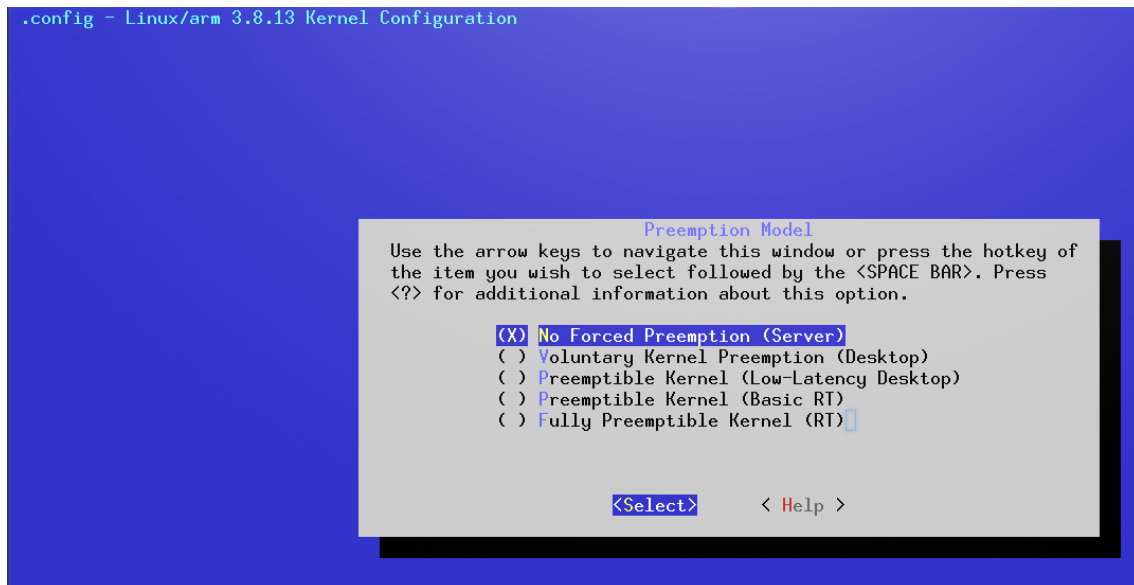 .config - Linux/arm 3.8.13 Kernel Configuration
Preemption Model
Use the arrow keys to navigate this window or press the hotkey of
the item you wish to select followed by the <SPACE BAR>. Press
<?> for additional information about this option.
(X) No Forced Preemption (Server)
( ) Voluntary Kernel Preemption (Desktop)
( ) Preemptible Kernel (Low-Latency Desktop)
( ) Preemptible Kernel (Basic RT)
( ) Fully Preemptible Kernel (RT)
<Select> < Help >